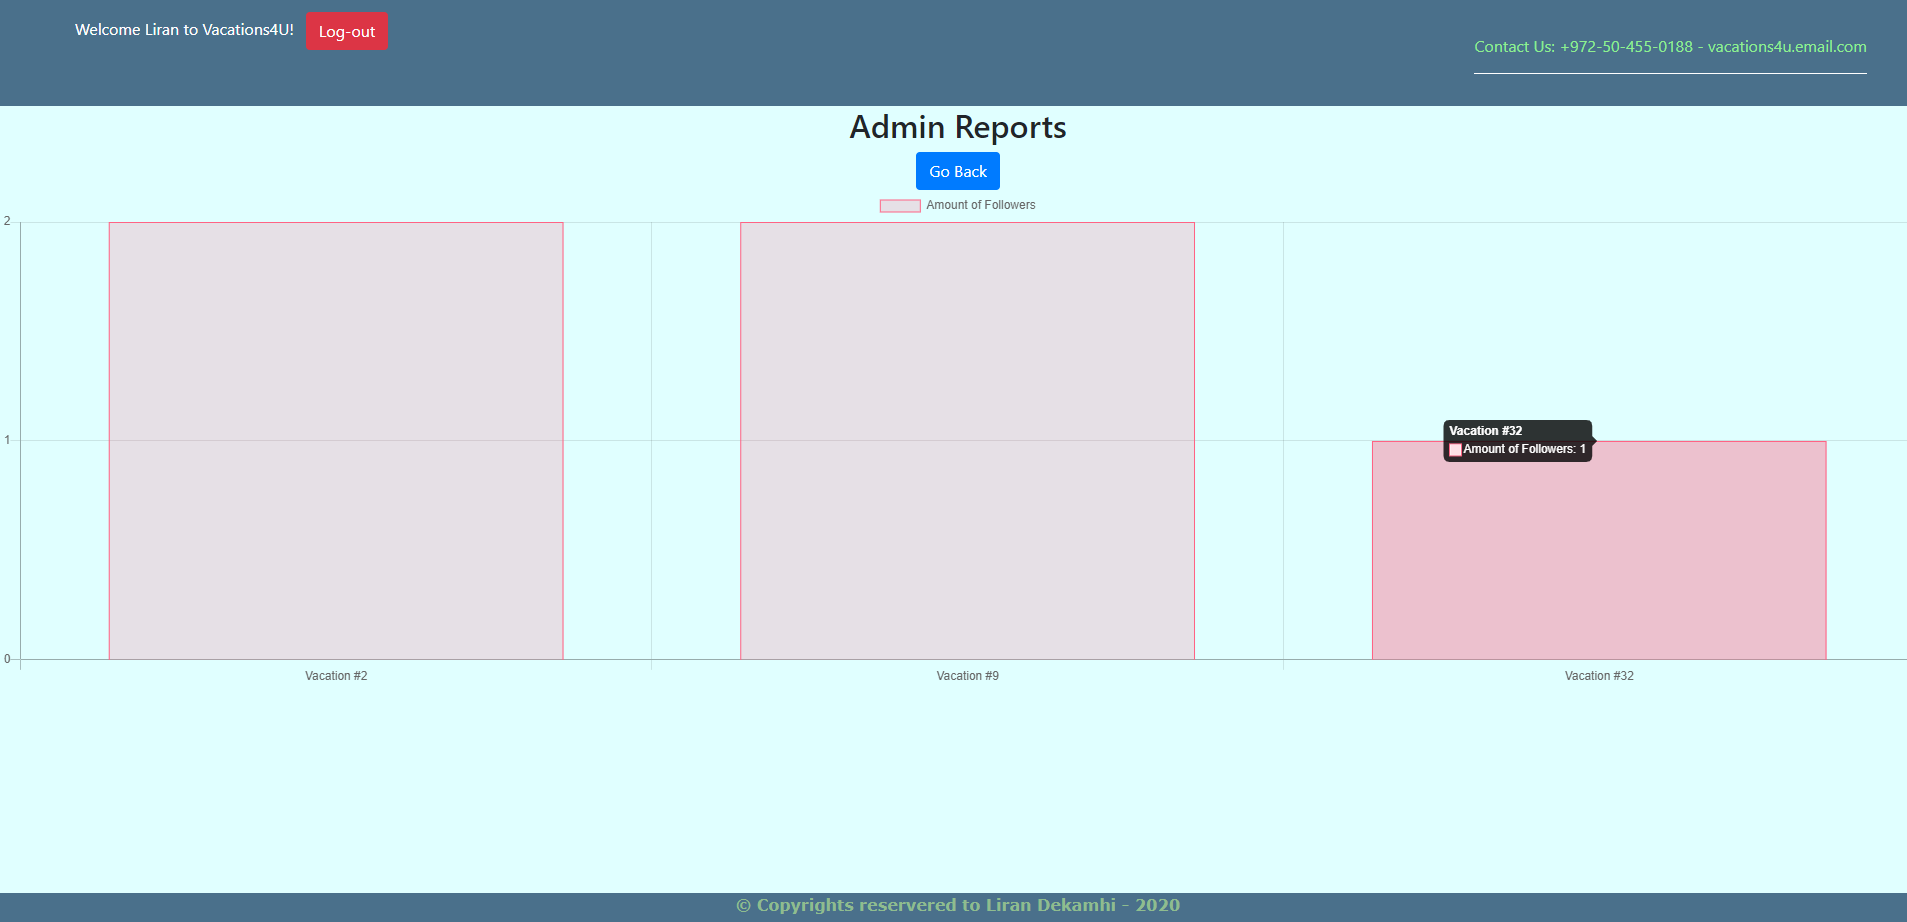 Welcome Liran to Vacations4U! Log-out
Contact Us: +972-50-455-0188 - vacations4u.email.com
Admin Reports
Go Back
Amount of Followers
2
1
0
Vacation #32
Amount of Followers: 1
Vacation #2 Vacation #9 Vacation #32
© Copyrights reservered to Liran Dekamhi - 2020